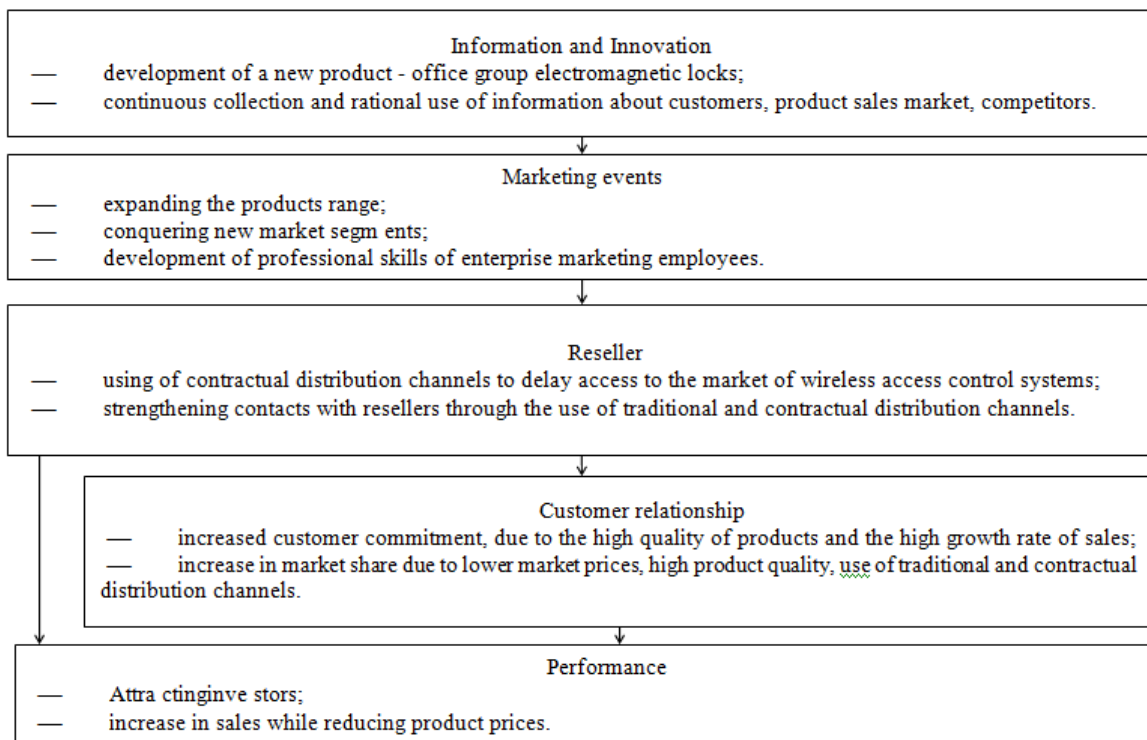 Information and Innovation
— development of a new product - office group electromagnetic locks;
— continuous collection and rational use of information about customers, product sales market, competitors.
Marketing events
— expanding the products range;
— conquering new market segm ents;
— development of professional skills of enterprise marketing employees.
Reseller
— using of contractual distribution channels to delay access to the market of wireless access control systems;
— strengthening contacts with resellers through the use of traditional and contractual distribution channels.
Customer relationship
— increased customer commitment, due to the high quality of products and the high growth rate of sales;
— increase in market share due to lower market prices, high product quality, use of traditional and contractual
distribution channels.
Performance
— Attra ctinginve stors;
— increase in sales while reducing product prices.